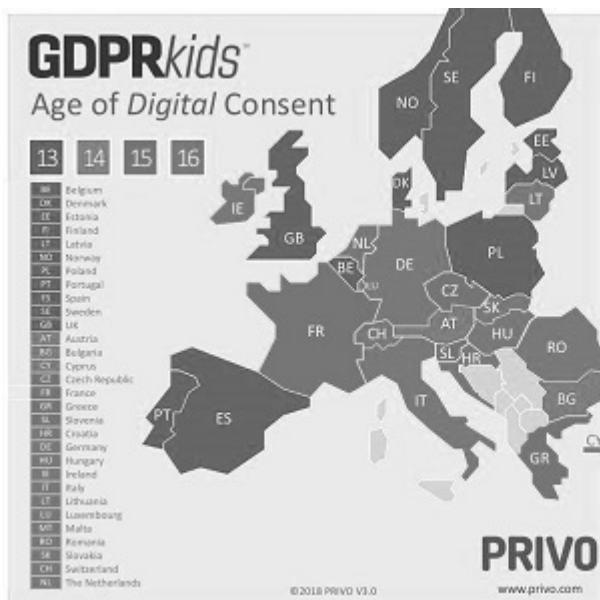 GDPRkids™
Age of Digital Consent
13 14 15 16
BE Belgium
DK Denmark
EE Estonia
FI Finland
LT Latvia
NO Norway
PL Poland
PT Portugal
ES Spain
SE Sweden
GB UK
AT Austria
BG Bulgaria
CY Cyprus
CZ Czech Republic
FR France
GR Greece
SL Slovenia
HR Croatia
DE Germany
HU Hungary
IE Ireland
IT Italy
LT Lithuania
LU Luxembourg
MT Malta
RO Romania
SK Slovakia
CH Switzerland
NL The Netherlands
NO
SE
FI
EE
LV
LT
DK
IE
GB
NL
BE
LU
DE
PL
CZ
SK
FR
CH
AT
HU
SL
HR
RO
IT
BG
PT
ES
GR
CY
PRIVO
©2018 PRIVO V3.0
www.privo.com